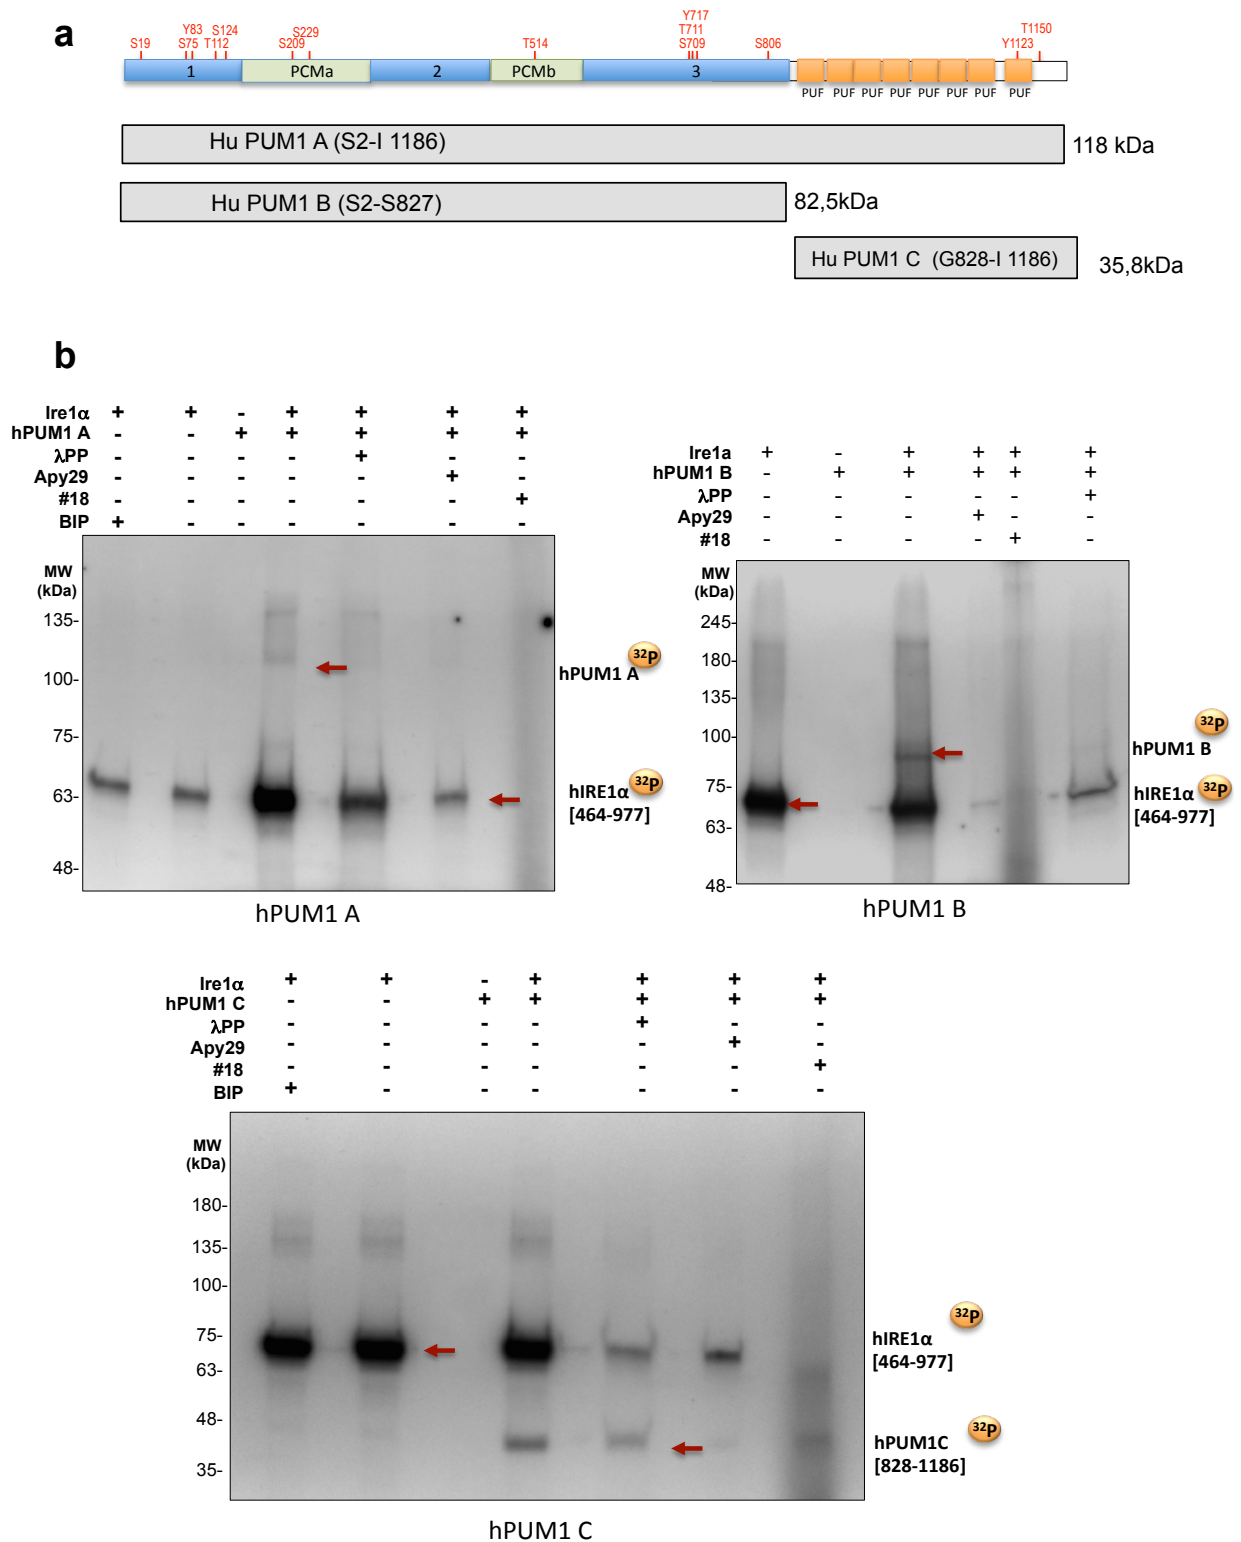 a
Y717
Y83 S124 S229 T711 T1150
S19 S75 T112 S209 T514 S709 S806 Y1123
1 PCMa 2 PCMb 3
PUF PUF PUF PUF PUF PUF PUF PUF
Hu PUM1 A (S2-I 1186) 118 kDa
Hu PUM1 B (S2-S827) 82,5kDa
Hu PUM1 C (G828-I 1186) 35,8kDa
b
Ire1α + + - + + + +
hPUM1 A - - + + + + +
λPP - - - - + - -
Apy29 - - - - - + -
#18 - - - - - - +
BIP + - - - - - -
MW
(kDa)
135-
100-
75-
63-
48-
32P
hPUM1 A
32P
hIRE1α
[464-977]
hPUM1 A
Ire1a + - + + + +
hPUM1 B - + + + + +
λPP - - - - - +
Apy29 - - - + - -
#18 - - - - + -
MW
(kDa)
245-
180-
135-
100-
75-
63-
48-
32P
hPUM1 B
32P
hIRE1α
[464-977]
hPUM1 B
Ire1α + + - + + + +
hPUM1 C - - + + + + +
λPP - - - - + - -
Apy29 - - - - - + -
#18 - - - - - - +
BIP + - - - - - -
MW
(kDa)
180-
135-
100-
75-
63-
48-
35-
32P
hIRE1α
[464-977]
32P
hPUM1C
[828-1186]
hPUM1 C